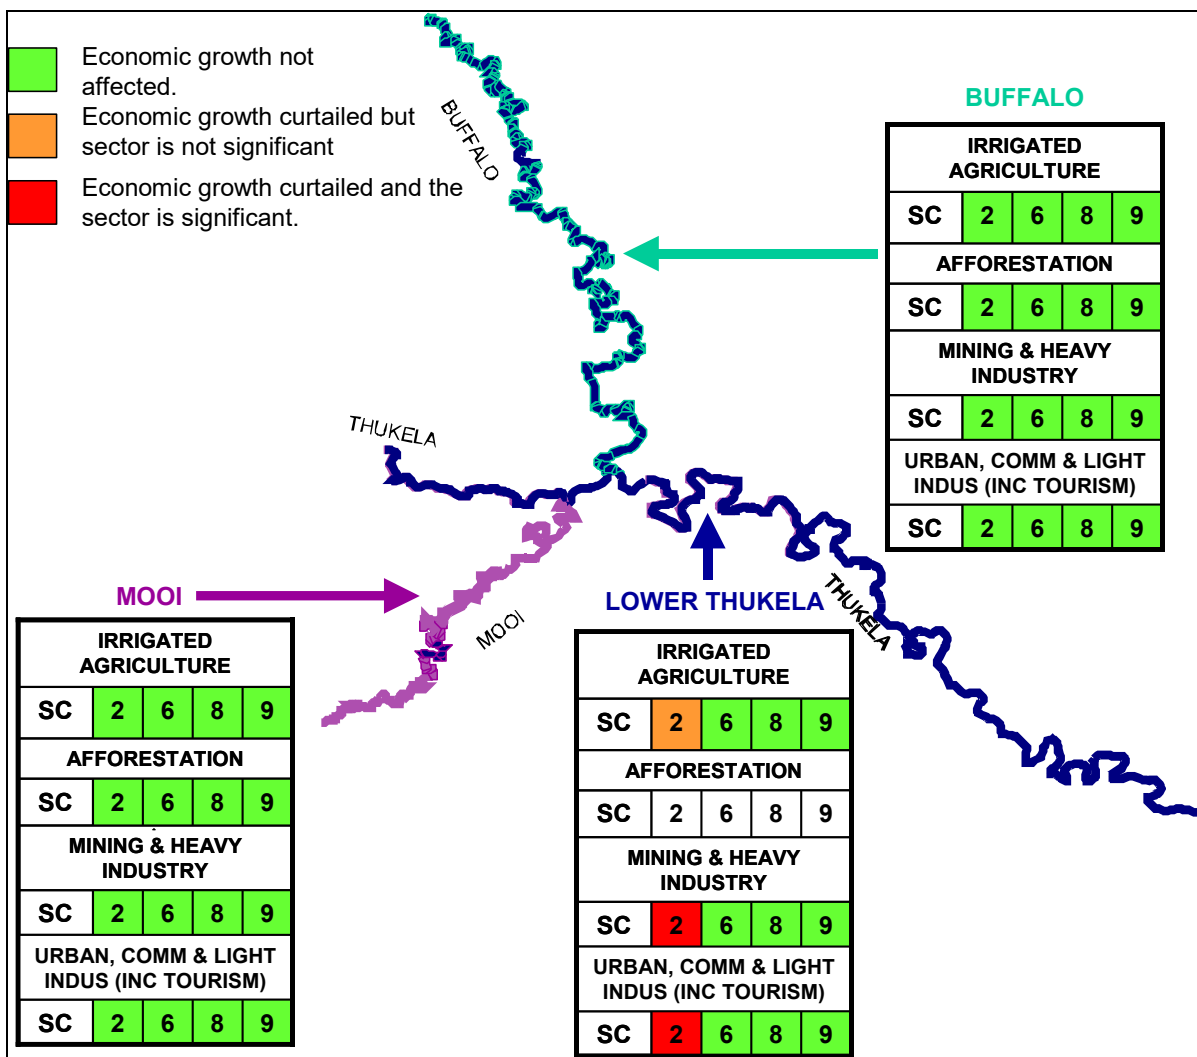 Economic growth not
affected.
Economic growth curtailed but
sector is not significant
Economic growth curtailed and the
sector is significant.
BUFFALO
BUFFALO
IRRIGATED
AGRICULTURE
SC 2 6 8 9
AFFORESTATION
SC 2 6 8 9
MINING & HEAVY
INDUSTRY
SC 2 6 8 9
URBAN, COMM & LIGHT
INDUS (INC TOURISM)
SC 2 6 8 9
THUKELA
MOOI
MOOI
IRRIGATED
AGRICULTURE
SC 2 6 8 9
AFFORESTATION
SC 2 6 8 9
MINING & HEAVY
INDUSTRY
SC 2 6 8 9
URBAN, COMM & LIGHT
INDUS (INC TOURISM)
SC 2 6 8 9
LOWER THUKELA
THUKELA
IRRIGATED
AGRICULTURE
SC 2 6 8 9
AFFORESTATION
SC 2 6 8 9
MINING & HEAVY
INDUSTRY
SC 2 6 8 9
URBAN, COMM & LIGHT
INDUS (INC TOURISM)
SC 2 6 8 9